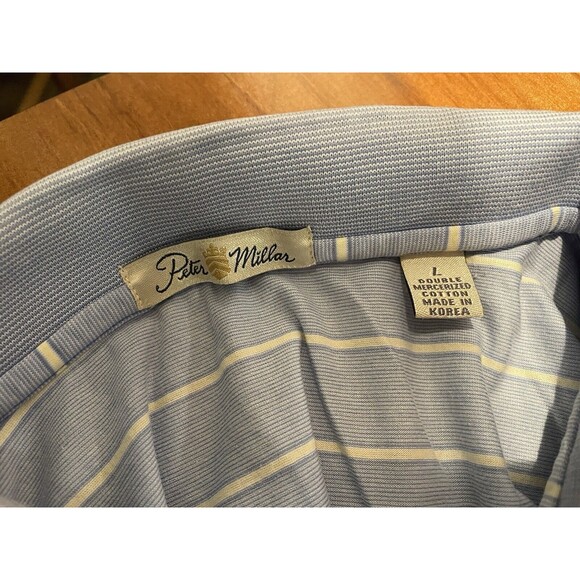 Peter Millar
L
DOUBLE
MERCERIZED
COTTON
MADE IN
KOREA